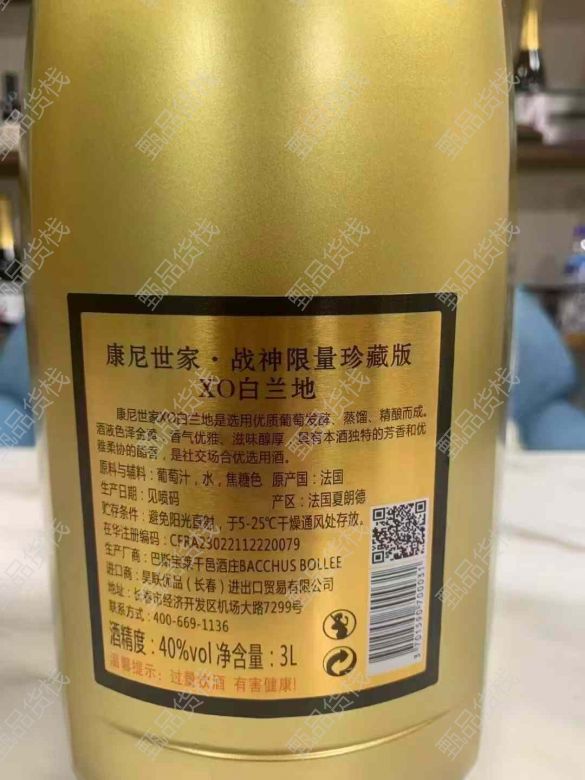 康尼世家·战神限量珍藏版
XO白兰地
康尼世家XO白兰地是选用优质葡萄发酵、蒸馏、精酿而成。
酒液色泽金黄、香气优雅、滋味醇厚，具有本酒独特的芳香和优
雅柔协的酯香，是社交场合优选用酒。
原料与辅料：葡萄汁，水，焦糖色 原产国：法国
生产日期：见喷码 产区：法国夏朗德
贮存条件：避免阳光直射，于5-25℃干燥通风处存放。
在华注册编号：CFRA23022112220079
生产厂商：巴斯宝莱干邑酒庄BACCHUS BOLLEE
进口商：昊联优品（长春）进出口贸易有限公司
地址：长春市经济开发区机场大路7299号
联系方式：400-669-1136
酒精度：40%vol 净含量：3L
温馨提示：过量饮酒 有害健康!
甄品货栈